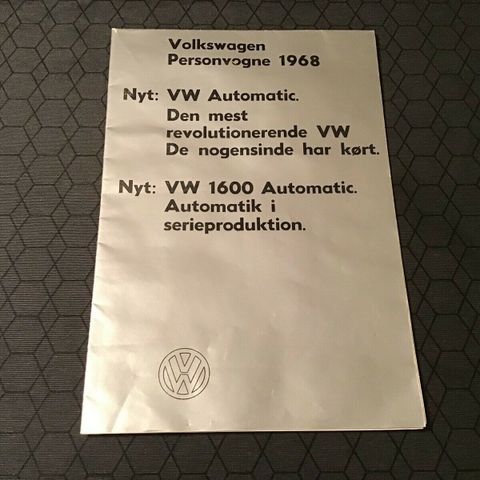 Volkswagen
Personvogne 1968
Nyt: VW Automatic.
Den mest
revolutionerende VW
De nogensinde har kørt.
Nyt: VW 1600 Automatic.
Automatik i
serieproduktion.
VW